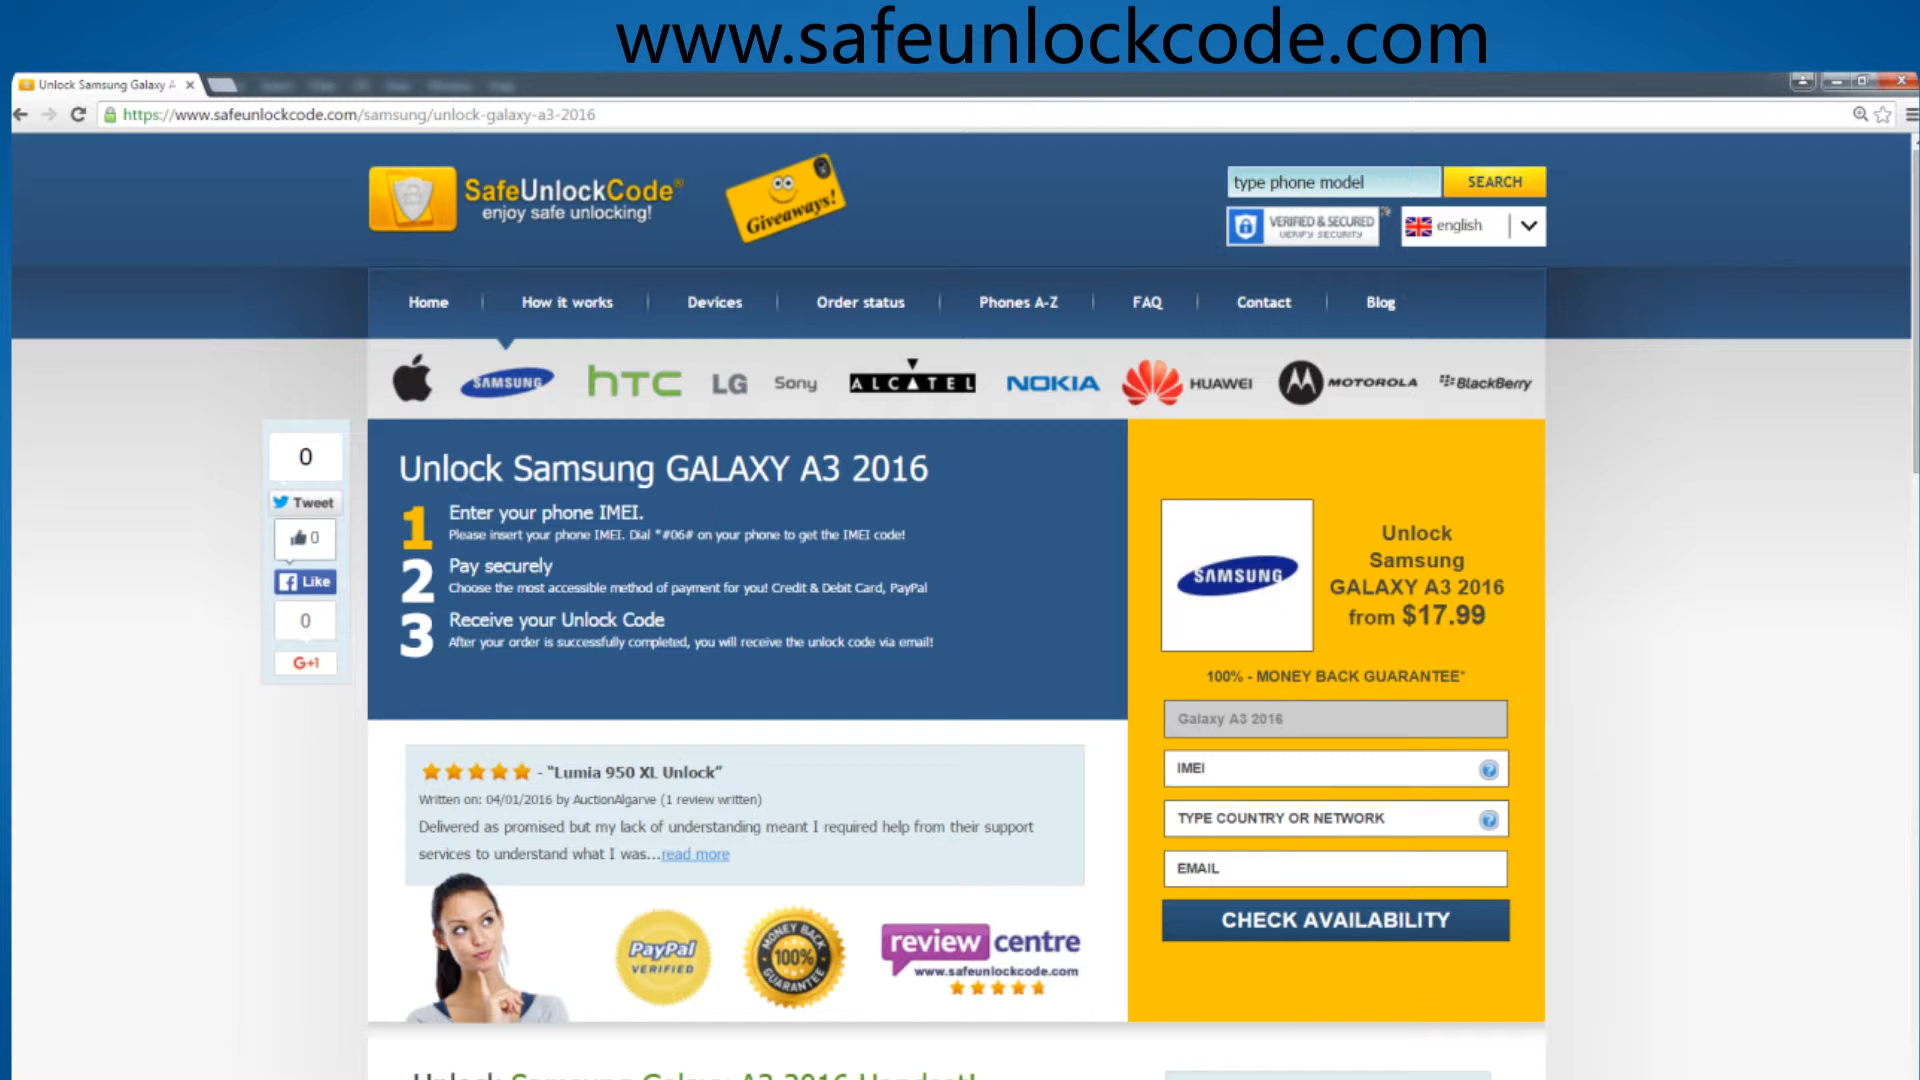 www.safeunlockcode.com
Unlock Samsung Galaxy A
https://www.safeunlockcode.com/samsung/unlock-galaxy-a3-2016
SafeUnlockCode®
enjoy safe unlocking!
Giveaways!
type phone model
SEARCH
VERIFIED & SECURED
VERIFY SECURITY
english
Home
How it works
Devices
Order status
Phones A-Z
FAQ
Contact
Blog
SAMSUNG
hTC
LG
Sony
ALCATEL
NOKIA
HUAWEI
MOTOROLA
BlackBerry
0
Tweet
0
Like
0
G+1
Unlock Samsung GALAXY A3 2016
1
Enter your phone IMEI.
Please insert your phone IMEI. Dial *#06# on your phone to get the IMEI code!
2
Pay securely
Choose the most accessible method of payment for you! Credit & Debit Card, PayPal
3
Receive your Unlock Code
After your order is successfully completed, you will receive the unlock code via email!
SAMSUNG
Unlock
Samsung
GALAXY A3 2016
from $17.99
100% - MONEY BACK GUARANTEE*
Galaxy A3 2016
IMEI
?
TYPE COUNTRY OR NETWORK
?
EMAIL
CHECK AVAILABILITY
- "Lumia 950 XL Unlock"
Written on: 04/01/2016 by AuctionAlgarve (1 review written)
Delivered as promised but my lack of understanding meant I required help from their support
services to understand what I was...read more
PayPal
VERIFIED
MONEY BACK
100%
GUARANTEE
review centre
www.safeunlockcode.com
Unlock Samsung Galaxy A3 2016 Handset!